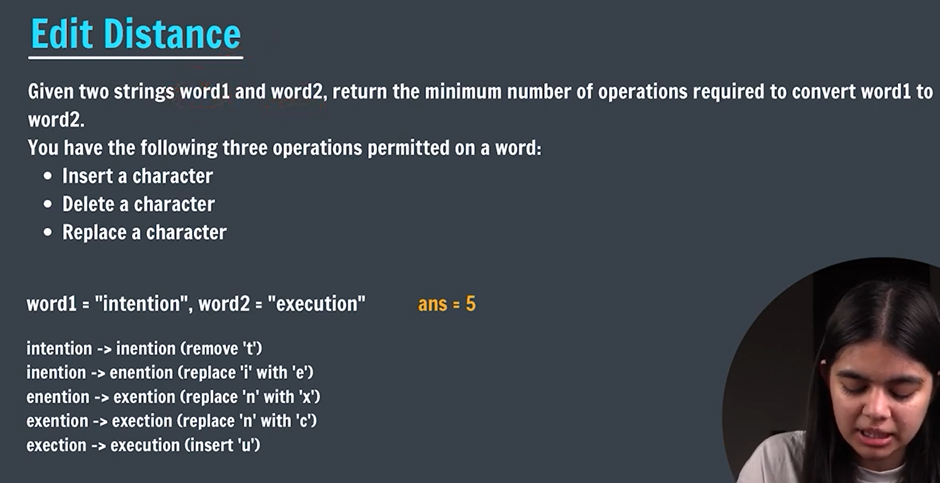 Edit Distance
Given two strings word1 and word2, return the minimum number of operations required to convert word1 to
word2.
You have the following three operations permitted on a word:
• Insert a character
• Delete a character
• Replace a character
word1 = "intention", word2 = "execution" ans = 5
intention -> inention (remove 't')
inention -> enention (replace 'i' with 'e')
enention -> exention (replace 'n' with 'x')
exention -> exection (replace 'n' with 'c')
exection -> execution (insert 'u')